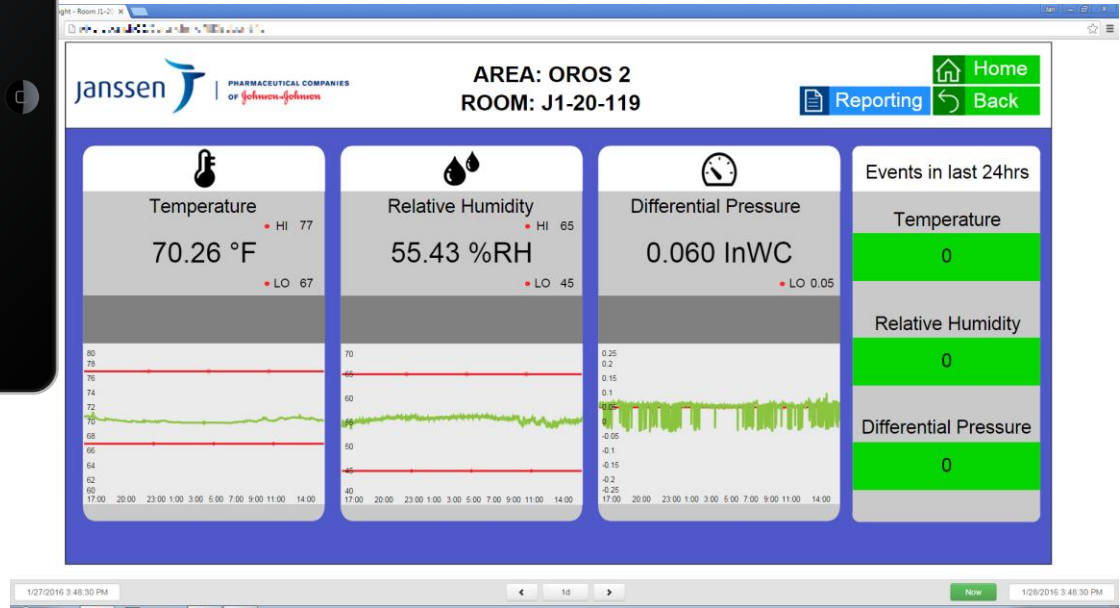 ight - Room J1-20
Jan
janssen
PHARMACEUTICAL COMPANIES
OF Johnson & Johnson
AREA: OROS 2
ROOM: J1-20-119
Home
Reporting
Back
Temperature
HI 77
70.26 °F
LO 67
80
78
76
74
72
70
68
66
64
62
60
17:00 20:00 23:00 1:00 3:00 5:00 7:00 9:00 11:00 14:00
Relative Humidity
HI 65
55.43 %RH
LO 45
70
65
60
55
50
45
40
17:00 20:00 23:00 1:00 3:00 5:00 7:00 9:00 11:00 14:00
Differential Pressure
0.060 InWC
LO 0.05
0.25
0.2
0.15
0.1
0.05
0
-0.05
-0.1
-0.15
-0.2
-0.25
17:00 20:00 23:00 1:00 3:00 5:00 7:00 9:00 11:00 14:00
Events in last 24hrs
Temperature
0
Relative Humidity
0
Differential Pressure
0
1/27/2016 3:48:30 PM
1d
Now
1/28/2016 3:48:30 PM